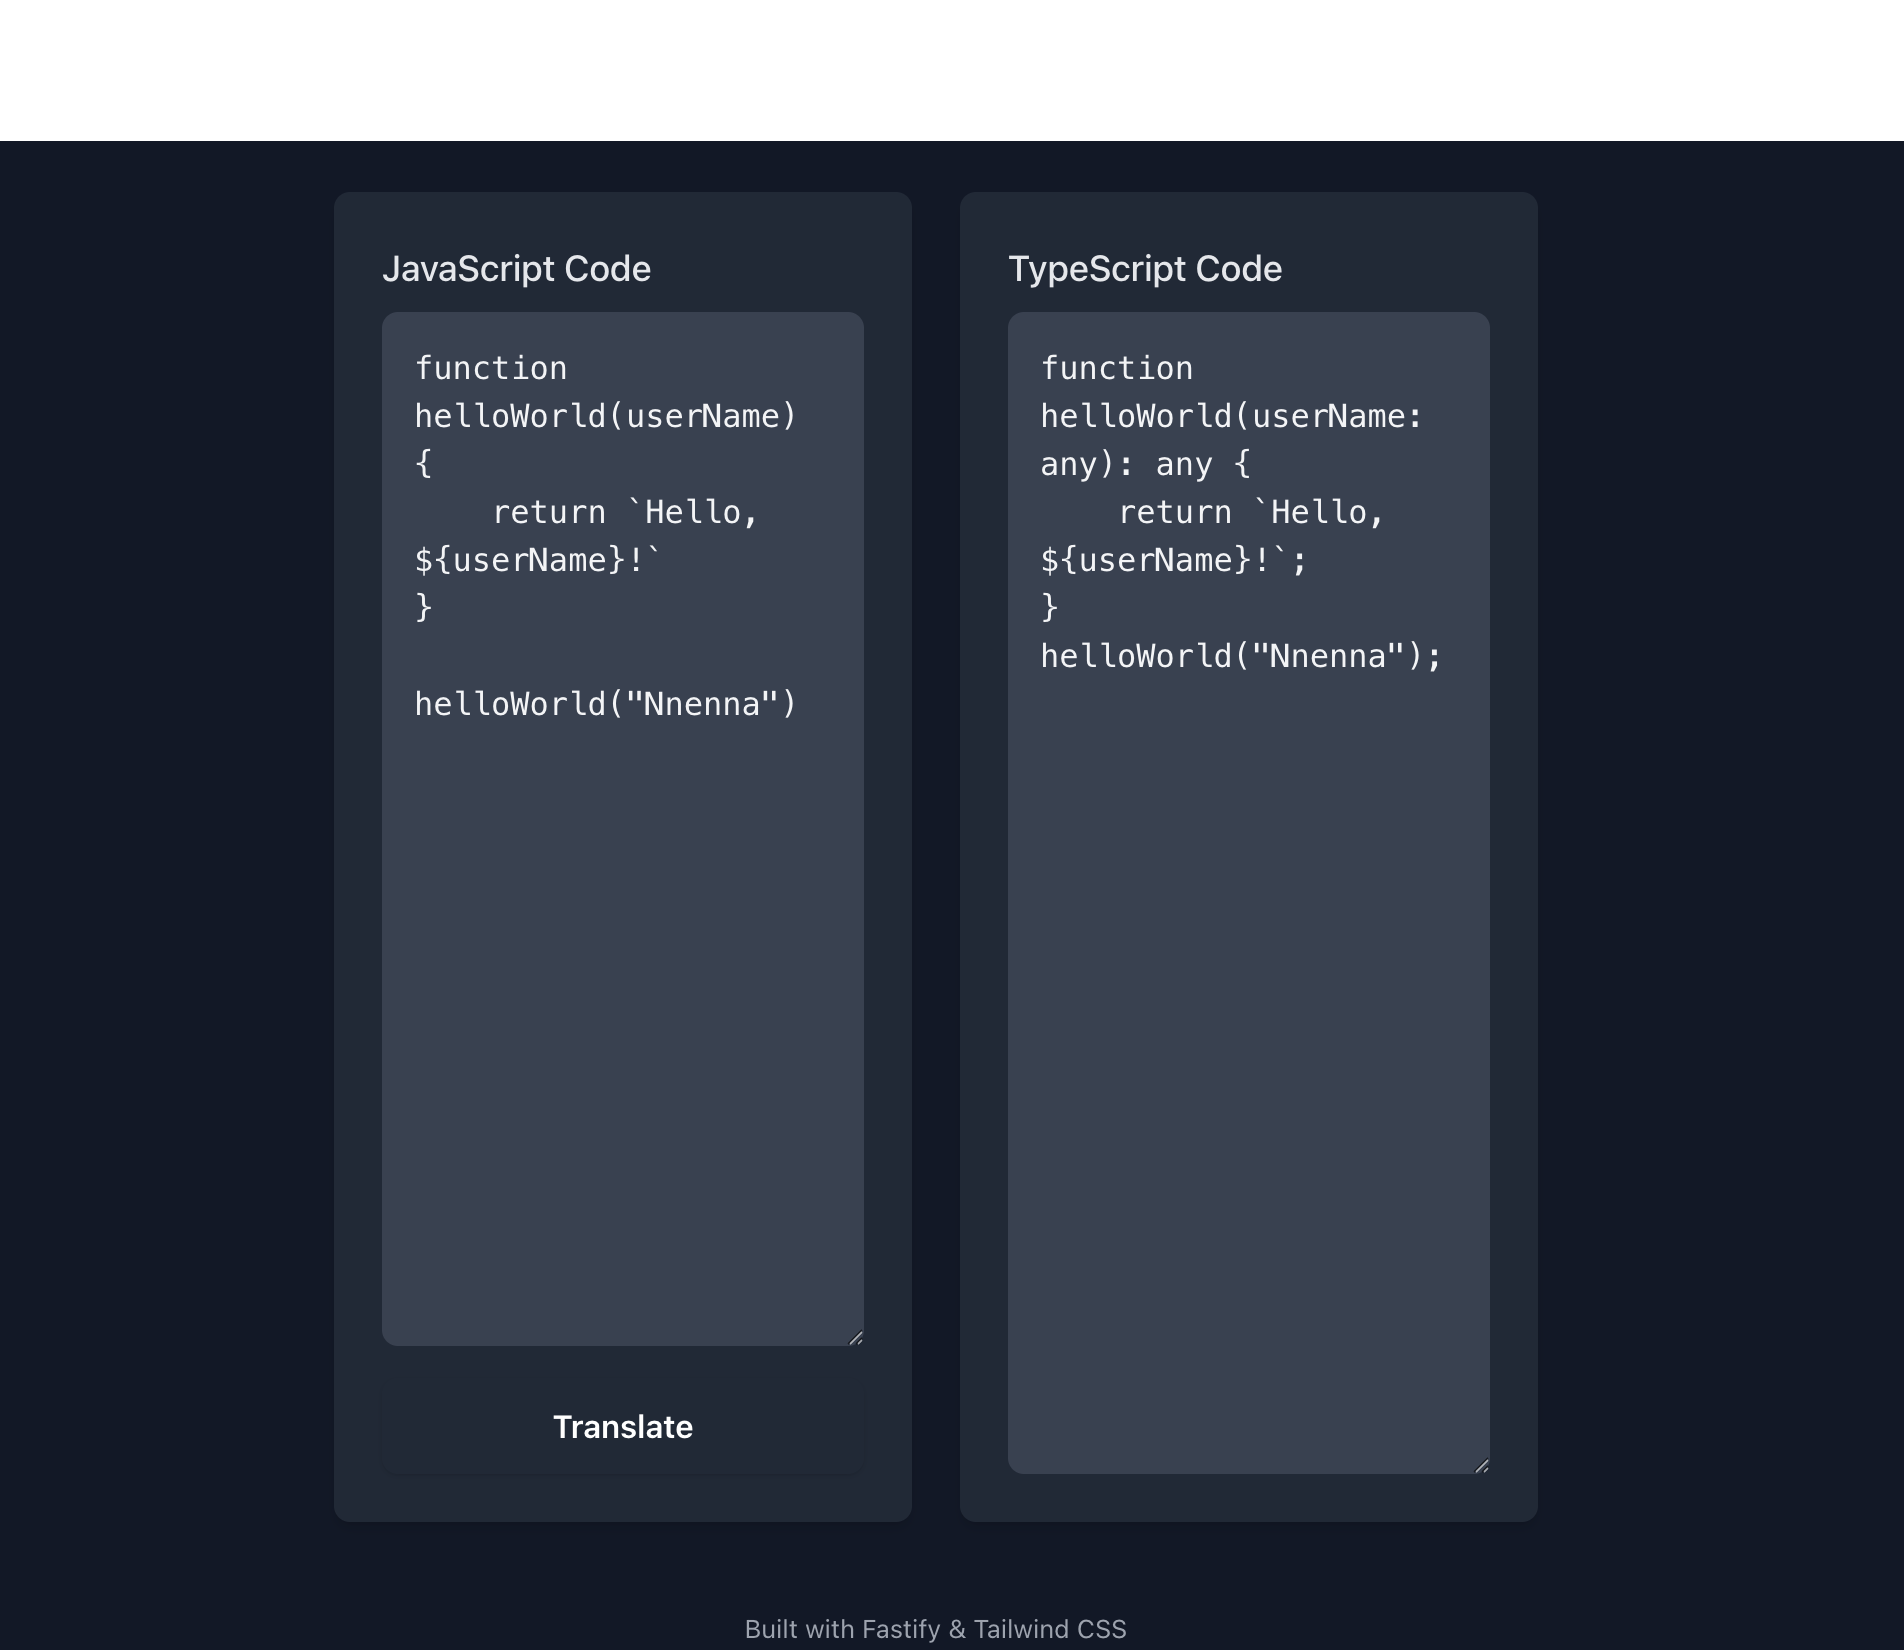 JavaScript Code
function
helloWorld(userName)
{
    return `Hello,
${userName}!`
}

helloWorld("Nnenna")
Translate
TypeScript Code
function
helloWorld(userName:
any): any {
    return `Hello,
${userName}!`;
}
helloWorld("Nnenna");
Built with Fastify & Tailwind CSS